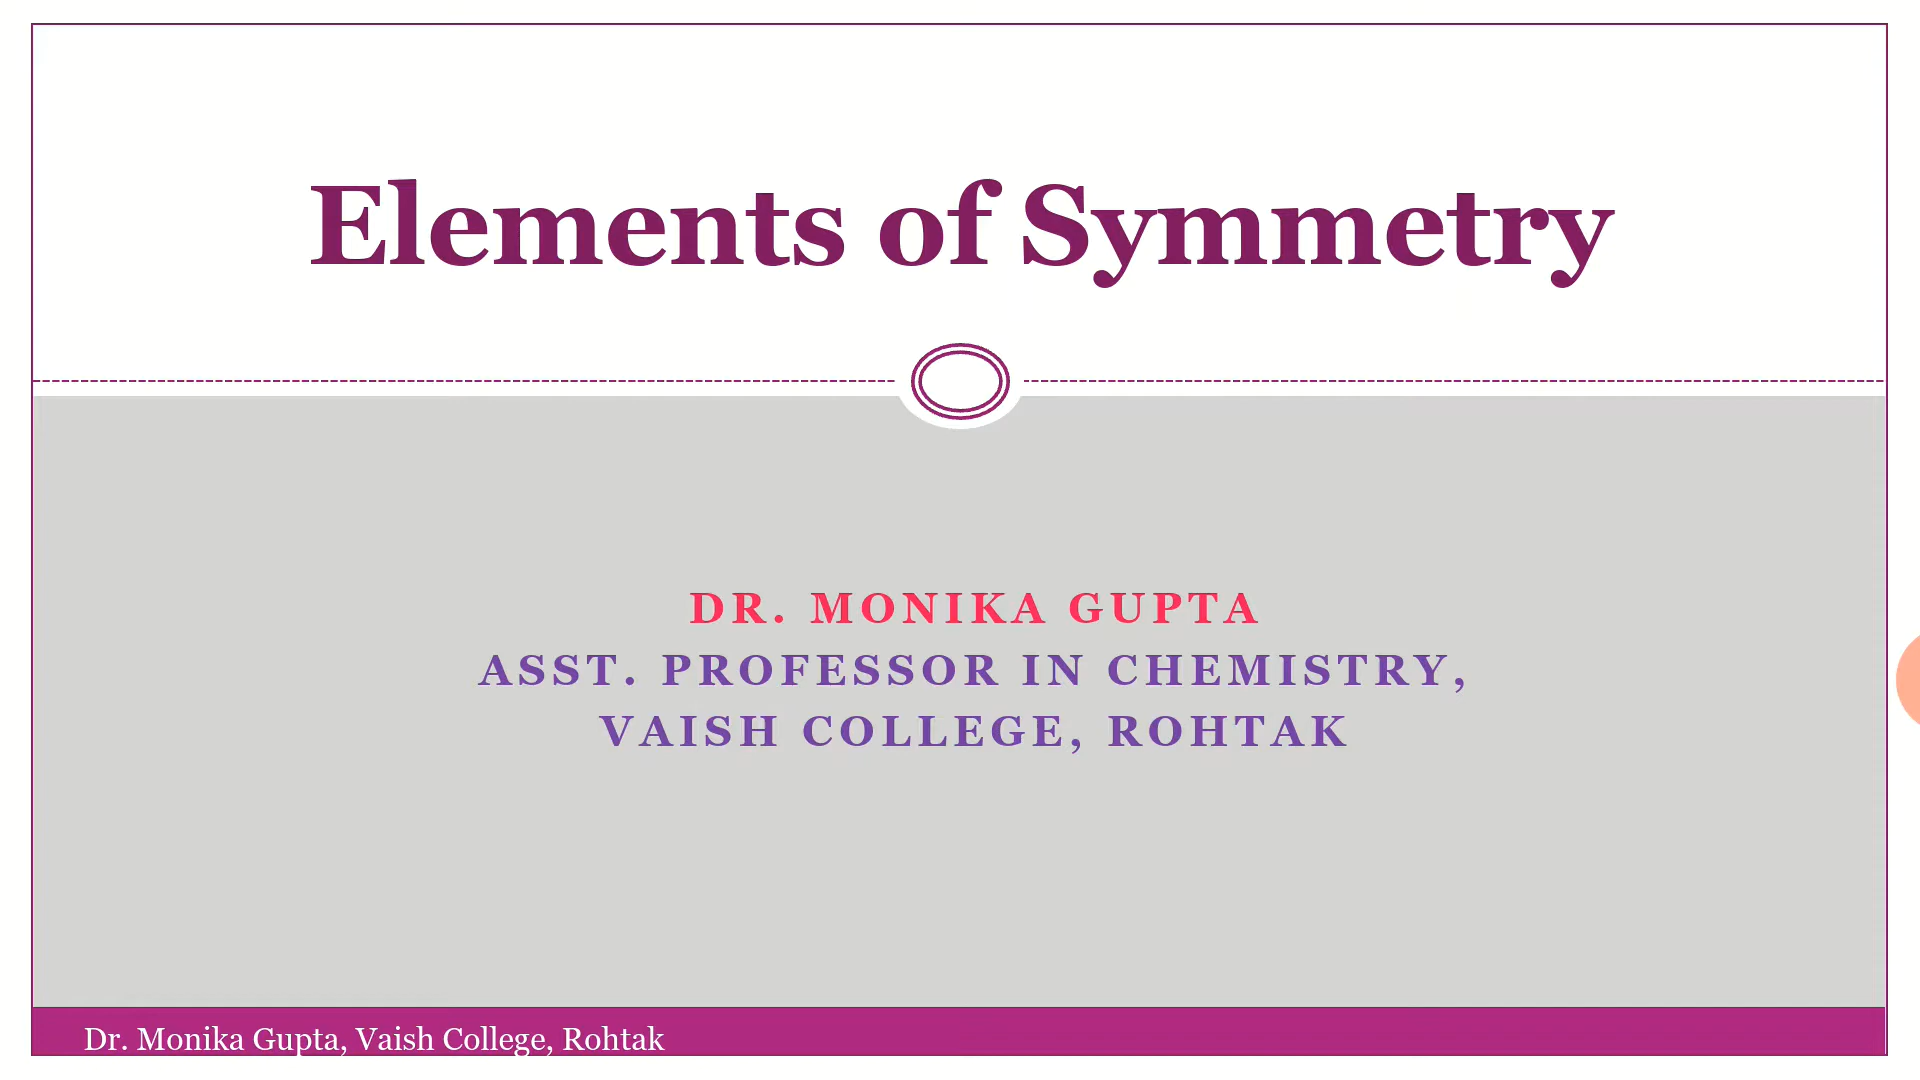 Elements of Symmetry
DR. MONIKA GUPTA
ASST. PROFESSOR IN CHEMISTRY,
VAISH COLLEGE, ROHTAK
Dr. Monika Gupta, Vaish College, Rohtak